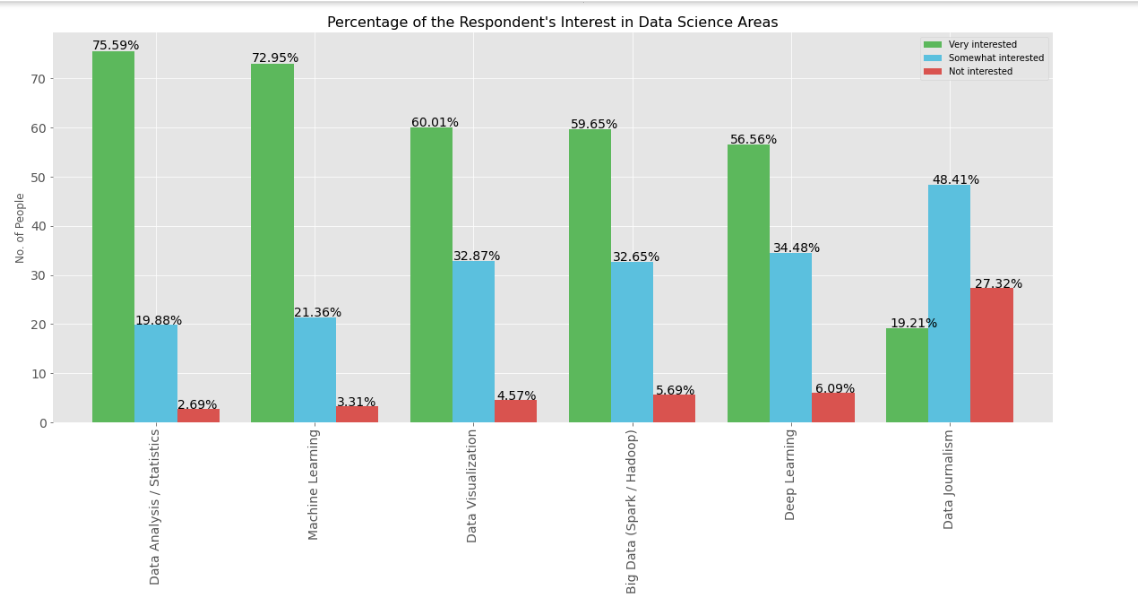 Percentage of the Respondent's Interest in Data Science Areas
Very interested
Somewhat interested
Not interested
No. of People
70
60
50
40
30
20
10
0
75.59%
19.88%
2.69%
72.95%
21.36%
3.31%
60.01%
32.87%
4.57%
59.65%
32.65%
5.69%
56.56%
34.48%
6.09%
19.21%
48.41%
27.32%
Data Analysis / Statistics
Machine Learning
Data Visualization
Big Data (Spark / Hadoop)
Deep Learning
Data Journalism